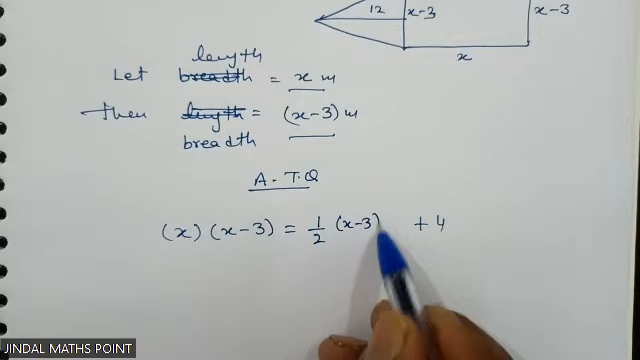 12 x-3 x-3
x
length
Let breadth = x m
Then length = (x-3) m
breadth
A-T.Q
(x) (x-3) = 1/2 (x-3) + 4
JINDAL MATHS POINT